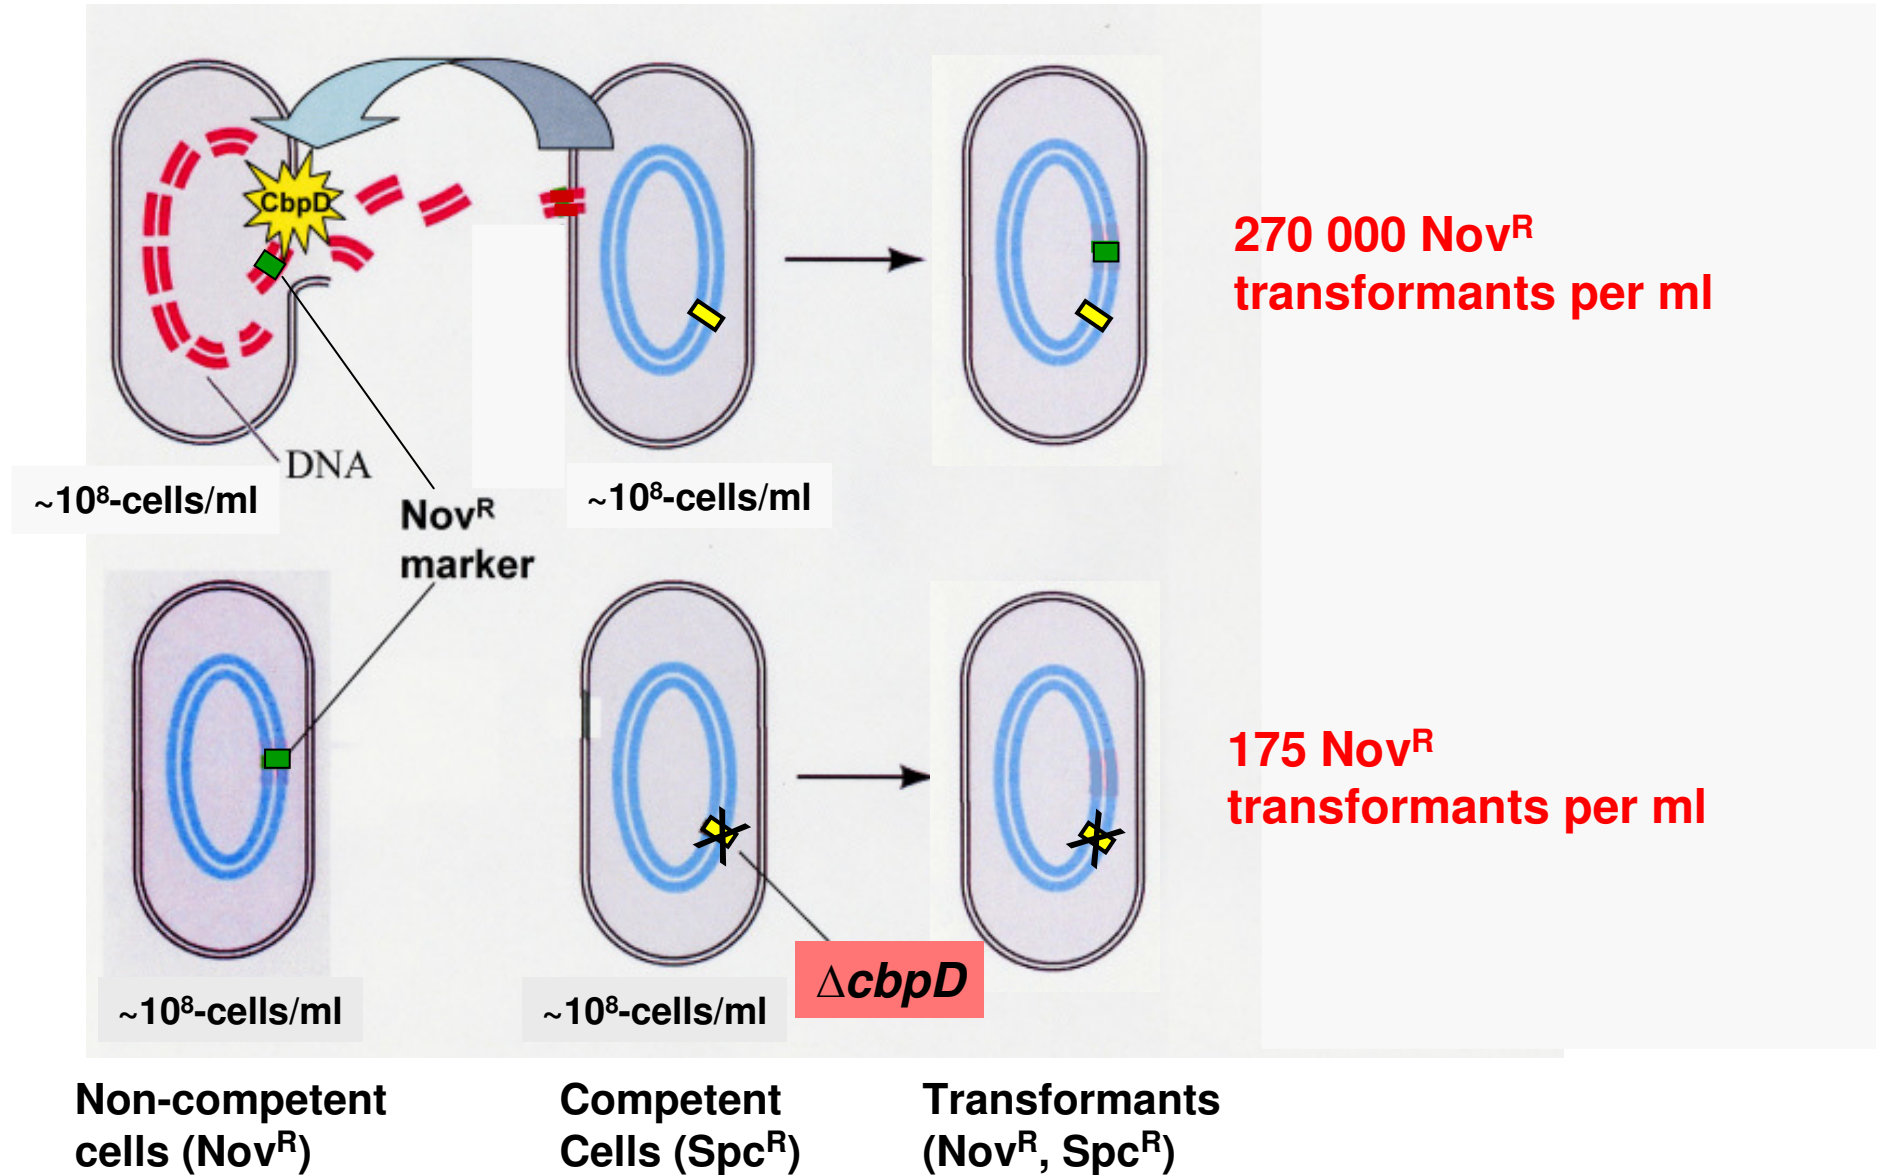 CbpD
270 000 Novᴿ
transformants per ml
DNA
~10⁸-cells/ml
~10⁸-cells/ml
Novᴿ
marker
175 Novᴿ
transformants per ml
ΔcbpD
~10⁸-cells/ml
~10⁸-cells/ml
Non-competent
cells (Novᴿ)
Competent
Cells (Spcᴿ)
Transformants
(Novᴿ, Spcᴿ)